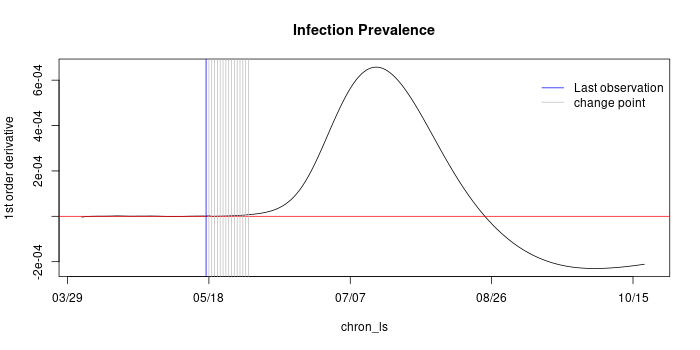 Infection Prevalence
1st order derivative
6e-04
4e-04
2e-04
-2e-04
Last observation
change point
03/29
05/18
07/07
08/26
10/15
chron_ls